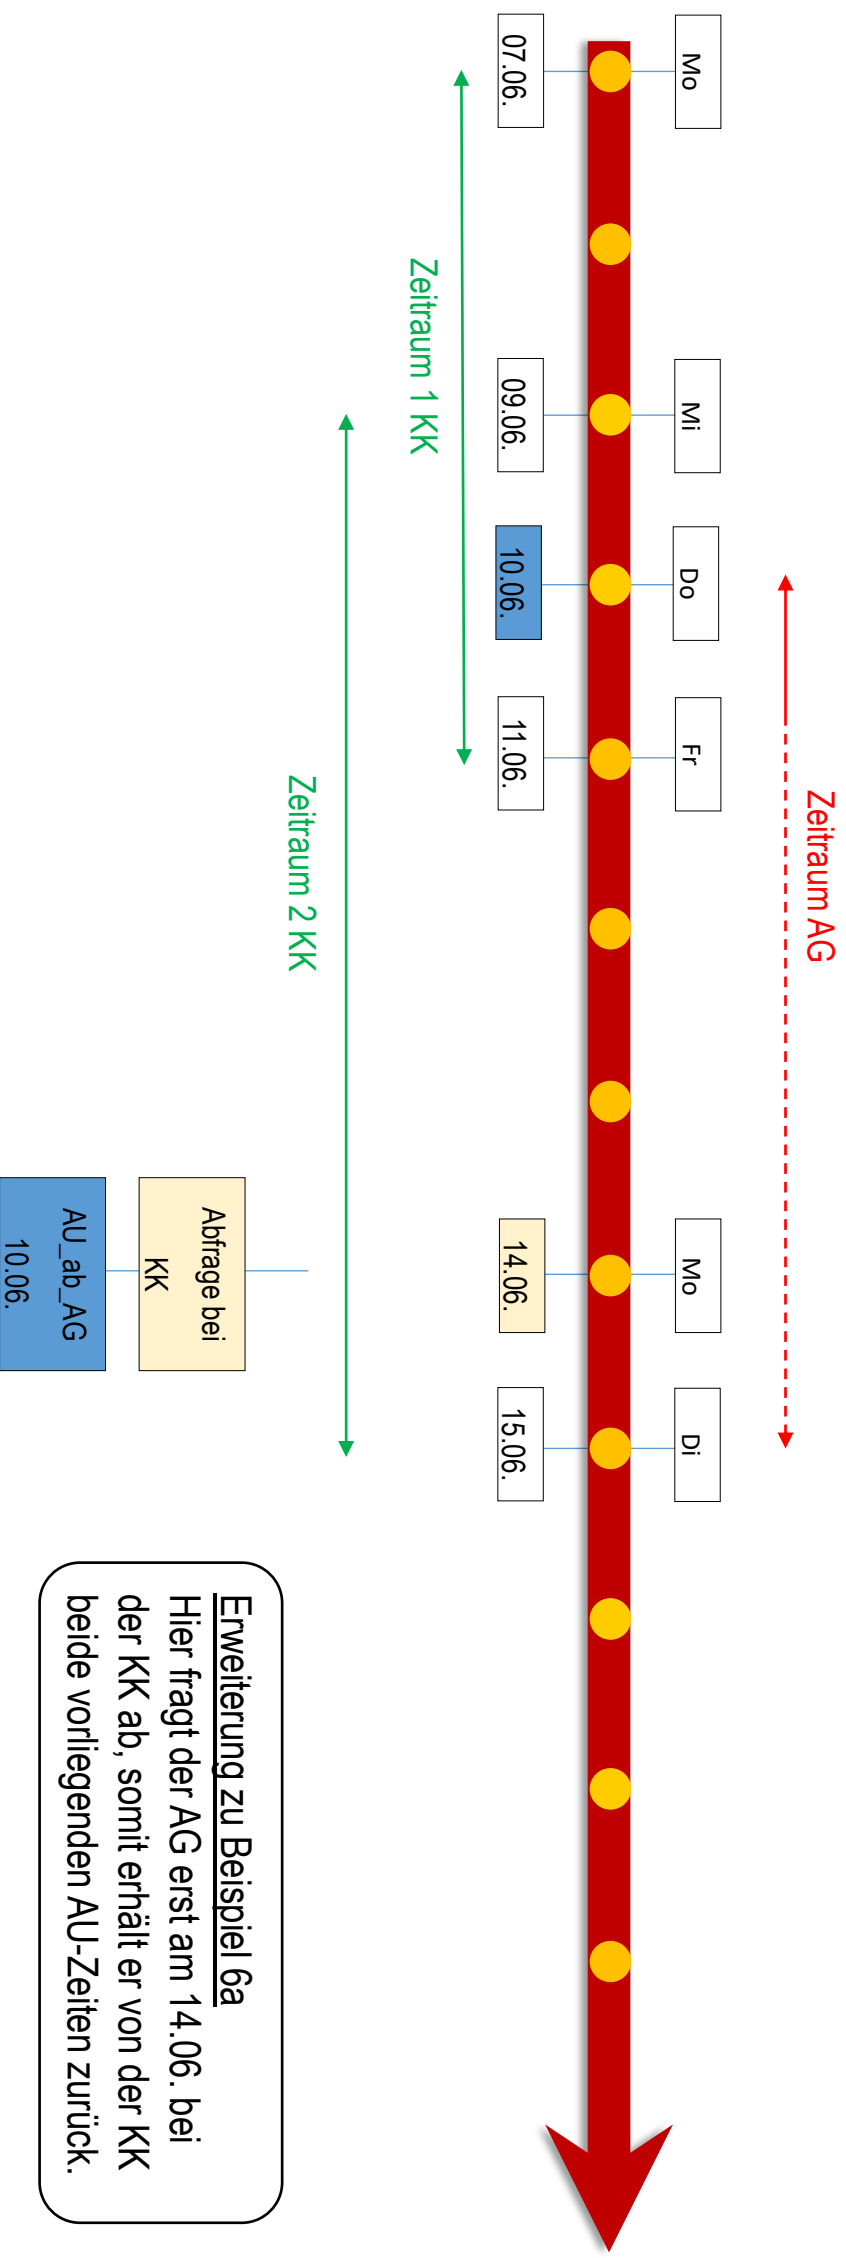 Zeitraum AG
Mo
Mi
Do
Fr
Mo
Di
07.06.
09.06.
10.06.
11.06.
14.06.
15.06.
Zeitraum 1 KK
Zeitraum 2 KK
Abfrage bei
KK
AU_ab_AG
10.06.
Erweiterung zu Beispiel 6a
Hier fragt der AG erst am 14.06. bei
der KK ab, somit erhält er von der KK
beide vorliegenden AU-Zeiten zurück.